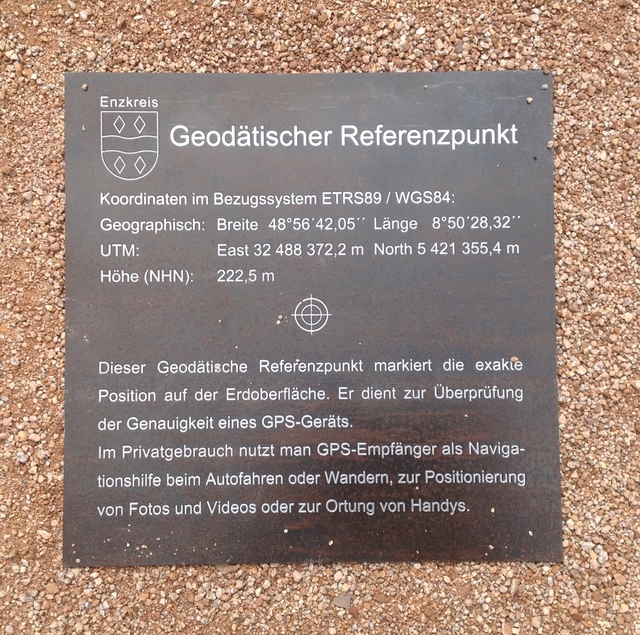 Enzkreis
Geodätischer Referenzpunkt
Koordinaten im Bezugssystem ETRS89 / WGS84:
Geographisch: Breite 48°56´42,05´´ Länge 8°50´28,32´´
UTM: East 32 488 372,2 m North 5 421 355,4 m
Höhe (NHN): 222,5 m
Dieser Geodätische Referenzpunkt markiert die exakte
Position auf der Erdoberfläche. Er dient zur Überprüfung
der Genauigkeit eines GPS-Geräts.
Im Privatgebrauch nutzt man GPS-Empfänger als Naviga-
tionshilfe beim Autofahren oder Wandern, zur Positionierung
von Fotos und Videos oder zur Ortung von Handys.